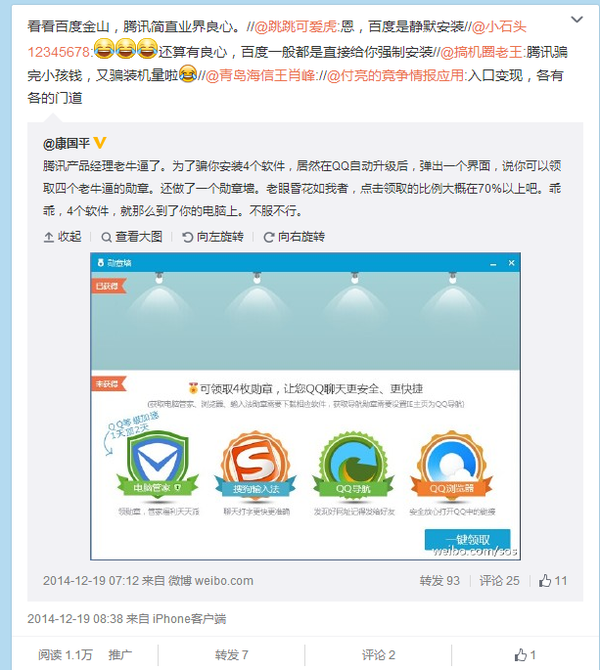 看看百度金山，腾讯简直业界良心。//@跳跳可爱虎:恩，百度是静默安装//@小石头
12345678:还算有良心，百度一般都是直接给你强制安装//@搞机圈老王:腾讯骗
完小孩钱，又骗装机量啦//@青岛海信王肖峰://@付亮的竞争情报应用:入口变现，各有
各的门道
@康国平
腾讯产品经理老牛逼了。为了骗你安装4个软件，居然在QQ自动升级后，弹出一个界面，说你可以领
取四个老牛逼的勋章。还做了一个勋章墙。老眼昏花如我者，点击领取的比例大概在70%以上吧。乖
乖，4个软件，就那么到了你的电脑上。不服不行。
收起 查看大图 向左旋转 向右旋转
勋章墙
已获得
未获得
可领取4枚勋章，让您QQ聊天更安全、更快捷
(获取电脑管家、浏览器、输入法勋章需要下载相应软件，获取导航勋章需要设置IE主页为QQ导航)
QQ等级加速
1天当2天
电脑管家 搜狗输入法 QQ导航 QQ浏览器
领勋章，管家福利天天送 聊天打字更快更准确 发现好网址记得发给好友 安全放心打开QQ中的链接
一键领取
weibo.com/sos
2014-12-19 07:12 来自 微博 weibo.com 转发 93 评论 25 11
2014-12-19 08:38 来自 iPhone客户端
阅读 1.1万 推广 转发 7 评论 2 1